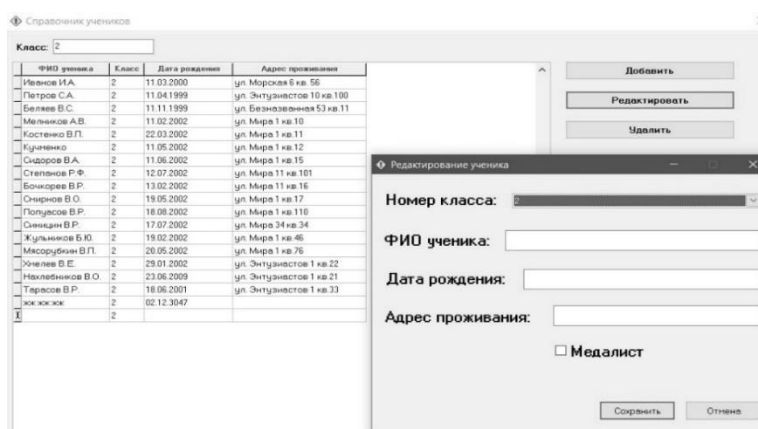 Справочник учеников
Класс: 2
ФИО ученика Класс Дата рождения Адрес проживания
Иванов И.А. 2 11.03.2000 ул. Морская 6 кв. 56
Петров С.А. 2 11.04.1999 ул. Энтузиастов 10 кв.100
Беляев В.С. 2 11.11.1999 ул. Безназванная 53 кв.11
Мельников А.В. 2 11.02.2002 ул. Мира 1 кв.10
Костенко В.П. 2 22.03.2002 ул. Мира 1 кв.11
Кучменко 2 11.05.2002 ул. Мира 1 кв.12
Сидоров В.А. 2 11.06.2002 ул. Мира 1 кв.15
Степанов Р.Ф. 2 12.07.2002 ул. Мира 11 кв.101
Бочкорев В.Р. 2 13.02.2002 ул. Мира 11 кв.16
Смирнов В.О. 2 19.05.2002 ул. Мира 1 кв.17
Попуасов В.Р. 2 18.08.2002 ул. Мира 1 кв.110
Синицин В.Р. 2 17.07.2002 ул. Мира 34 кв.34
Жульников Б.Ю. 2 19.02.2002 ул. Мира 1 кв.46
Мясорубкин В.П. 2 20.05.2002 ул. Мира 1 кв.76
Хмелев В.Е. 2 29.01.2002 ул. Энтузиастов 1 кв.22
Нахлебников В.О. 2 23.06.2009 ул. Энтузиастов 1 кв.21
Тарасов В.Р. 2 18.06.2001 ул. Энтузиастов 1 кв.33
жжжжжж 2 02.12.3047
2
Добавить
Редактировать
Удалить
Редактирование ученика
Номер класса: 2
ФИО ученика:
Дата рождения:
Адрес проживания:
Медалист
Сохранить Отмена